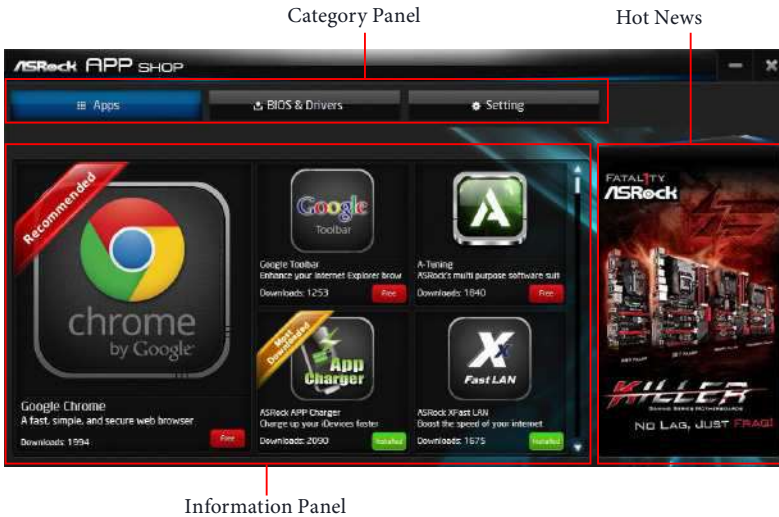 Category Panel
Hot News
ASRock APP SHOP
Apps
BIOS & Drivers
Setting
Recommended
chrome
by Google
Google Chrome
A fast, simple, and secure web browser
Downloads: 1994
Free
Google
Toolbar
Google Toolbar
Enhance your Internet Explorer brow
Downloads: 1253
Free
A-Tuning
ASRock's multi purpose software suit
Downloads: 1840
Free
Most
Downloaded
App
Charger
ASRock APP Charger
Charge up your iDevices faster
Downloads: 2090
Installed
X
Fast LAN
ASRock XFast LAN
Boost the speed of your internet
Downloads: 1675
Installed
FATAL1TY
ASRock
KILLER
GAMING SERIES MOTHERBOARDS
NO LAG, JUST FRAG!
Information Panel